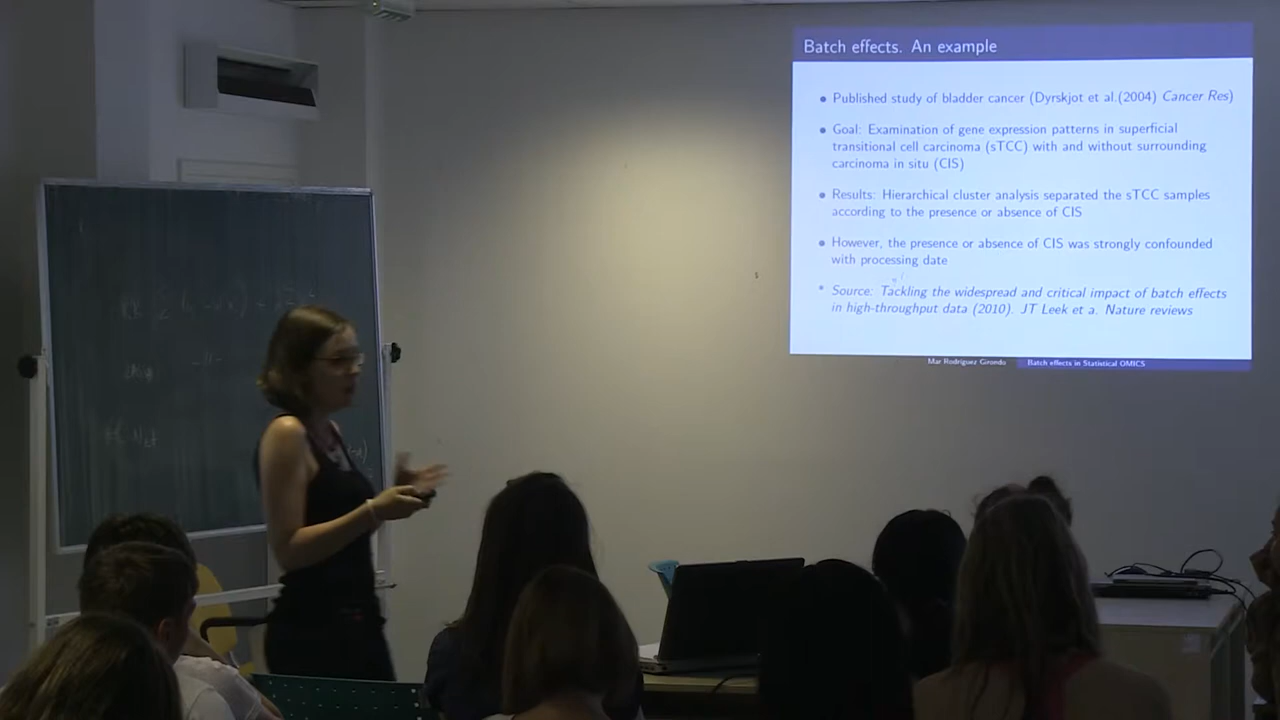 Batch effects. An example
Published study of bladder cancer (Dyrskjot et al.(2004) Cancer Res)
Goal: Examination of gene expression patterns in superficial
transitional cell carcinoma (sTCC) with and without surrounding
carcinoma in situ (CIS)
Results: Hierarchical cluster analysis separated the sTCC samples
according to the presence or absence of CIS
However, the presence or absence of CIS was strongly confounded
with processing date
Source: Tackling the widespread and critical impact of batch effects
in high-throughput data (2010). JT Leek et a. Nature reviews
Mar Rodríguez Girondo Batch effects in Statistical OMICS